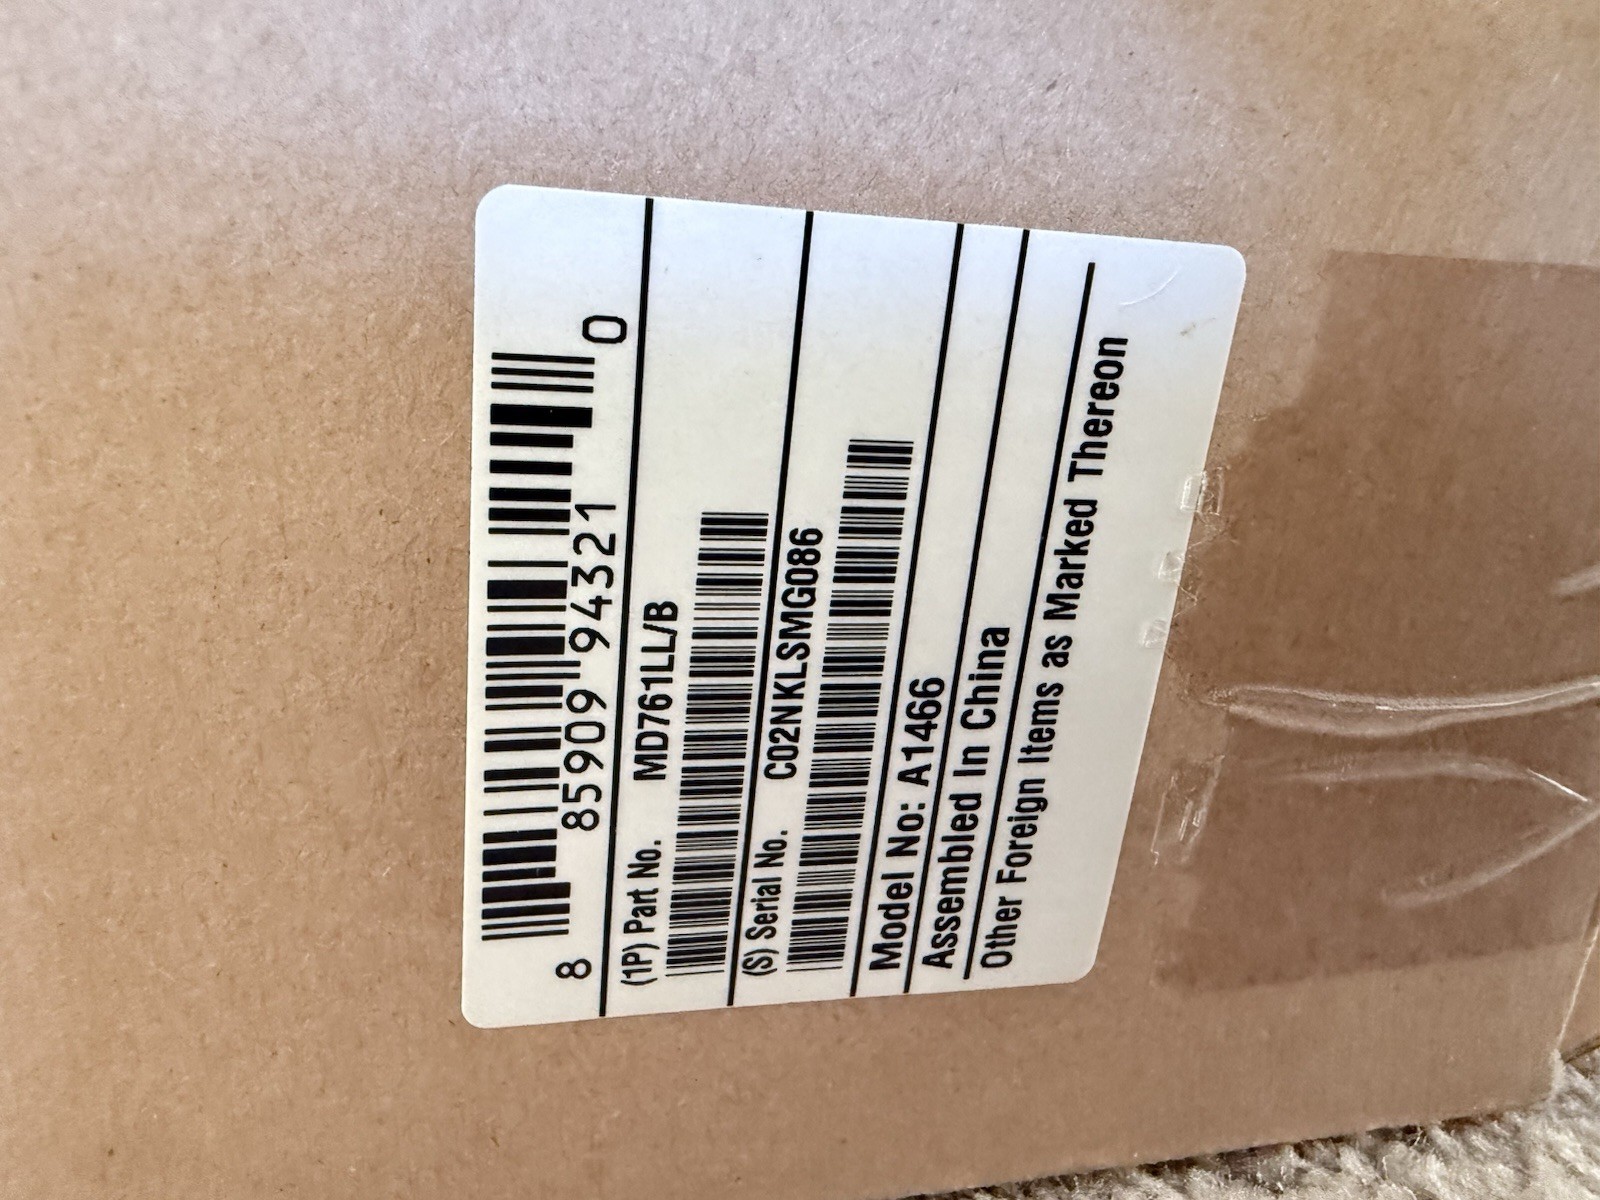 8 85909 94321 0
(1P) Part No. MD761LL/B
(S) Serial No. C02NKLSMG086
Model No: A1466
Assembled In China
Other Foreign Items as Marked Thereon